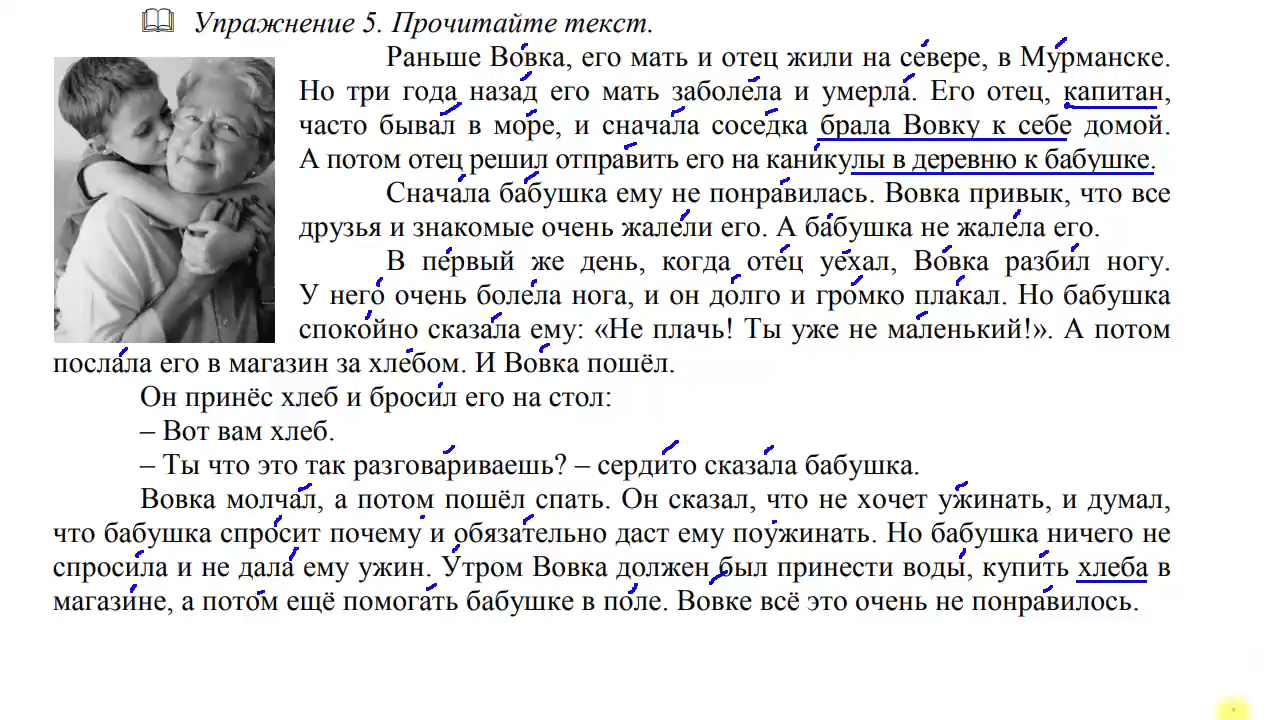 Упражнение 5. Прочитайте текст.
Раньше Вовка, его мать и отец жили на севере, в Мурманске.
Но три года назад его мать заболела и умерла. Его отец, капитан,
часто бывал в море, и сначала соседка брала Вовку к себе домой.
А потом отец решил отправить его на каникулы в деревню к бабушке.
Сначала бабушка ему не понравилась. Вовка привык, что все
друзья и знакомые очень жалели его. А бабушка не жалела его.
В первый же день, когда отец уехал, Вовка разбил ногу.
У него очень болела нога, и он долго и громко плакал. Но бабушка
спокойно сказала ему: «Не плачь! Ты уже не маленький!». А потом
послала его в магазин за хлебом. И Вовка пошёл.
Он принёс хлеб и бросил его на стол:
– Вот вам хлеб.
– Ты что это так разговариваешь? – сердито сказала бабушка.
Вовка молчал, а потом пошёл спать. Он сказал, что не хочет ужинать, и думал,
что бабушка спросит почему и обязательно даст ему поужинать. Но бабушка ничего не
спросила и не дала ему ужин. Утром Вовка должен был принести воды, купить хлеба в
магазине, а потом ещё помогать бабушке в поле. Вовке всё это очень не понравилось.